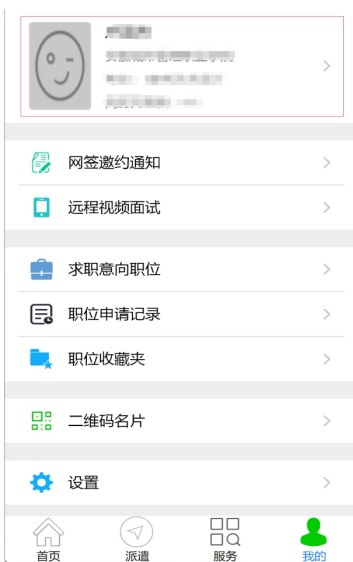 网签邀约通知
远程视频面试
求职意向职位
职位申请记录
职位收藏夹
二维码名片
设置
首页 派遣 服务 我的